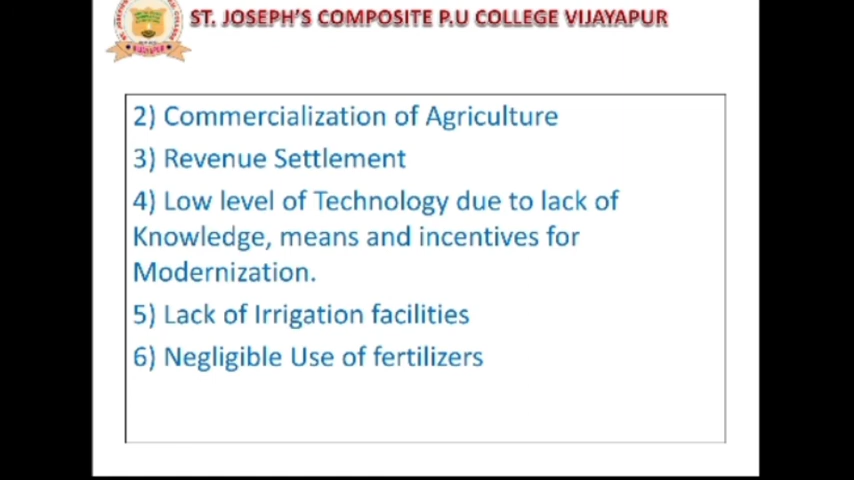 ST. JOSEPH'S COMPOSITE P.U COLLEGE VIJAYAPUR
2) Commercialization of Agriculture
3) Revenue Settlement
4) Low level of Technology due to lack of
Knowledge, means and incentives for
Modernization.
5) Lack of Irrigation facilities
6) Negligible Use of fertilizers